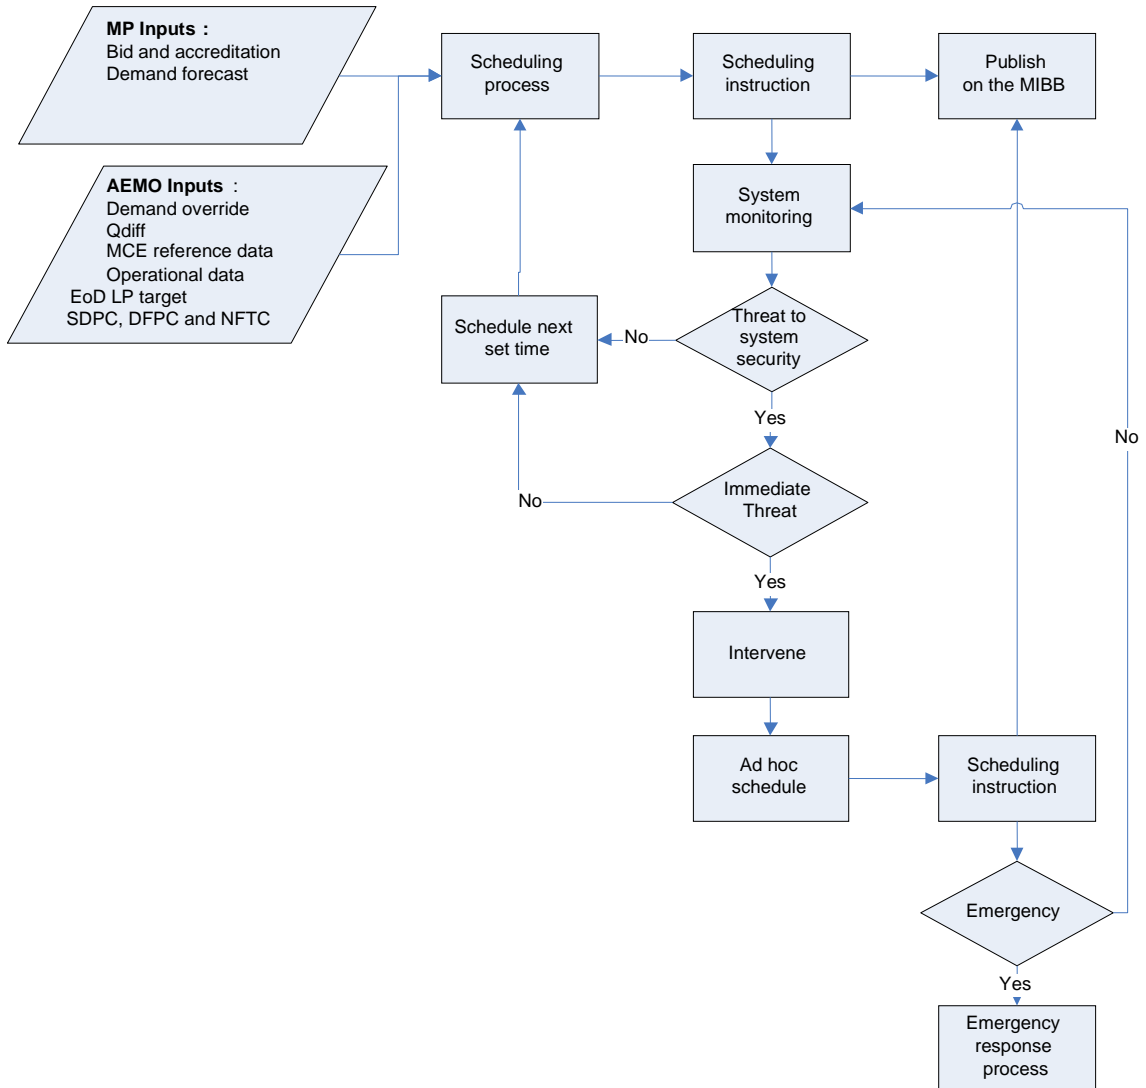 MP Inputs :
Bid and accreditation
Demand forecast
Scheduling
process
Scheduling
instruction
Publish
on the MIBB
AEMO Inputs :
Demand override
Qdiff
MCE reference data
Operational data
EoD LP target
SDPC, DFPC and NFTC
System
monitoring
Schedule next
set time
No
Threat to
system
security
Yes
No
Immediate
Threat
No
Yes
Intervene
Ad hoc
schedule
Scheduling
instruction
Emergency
Yes
Emergency
response
process